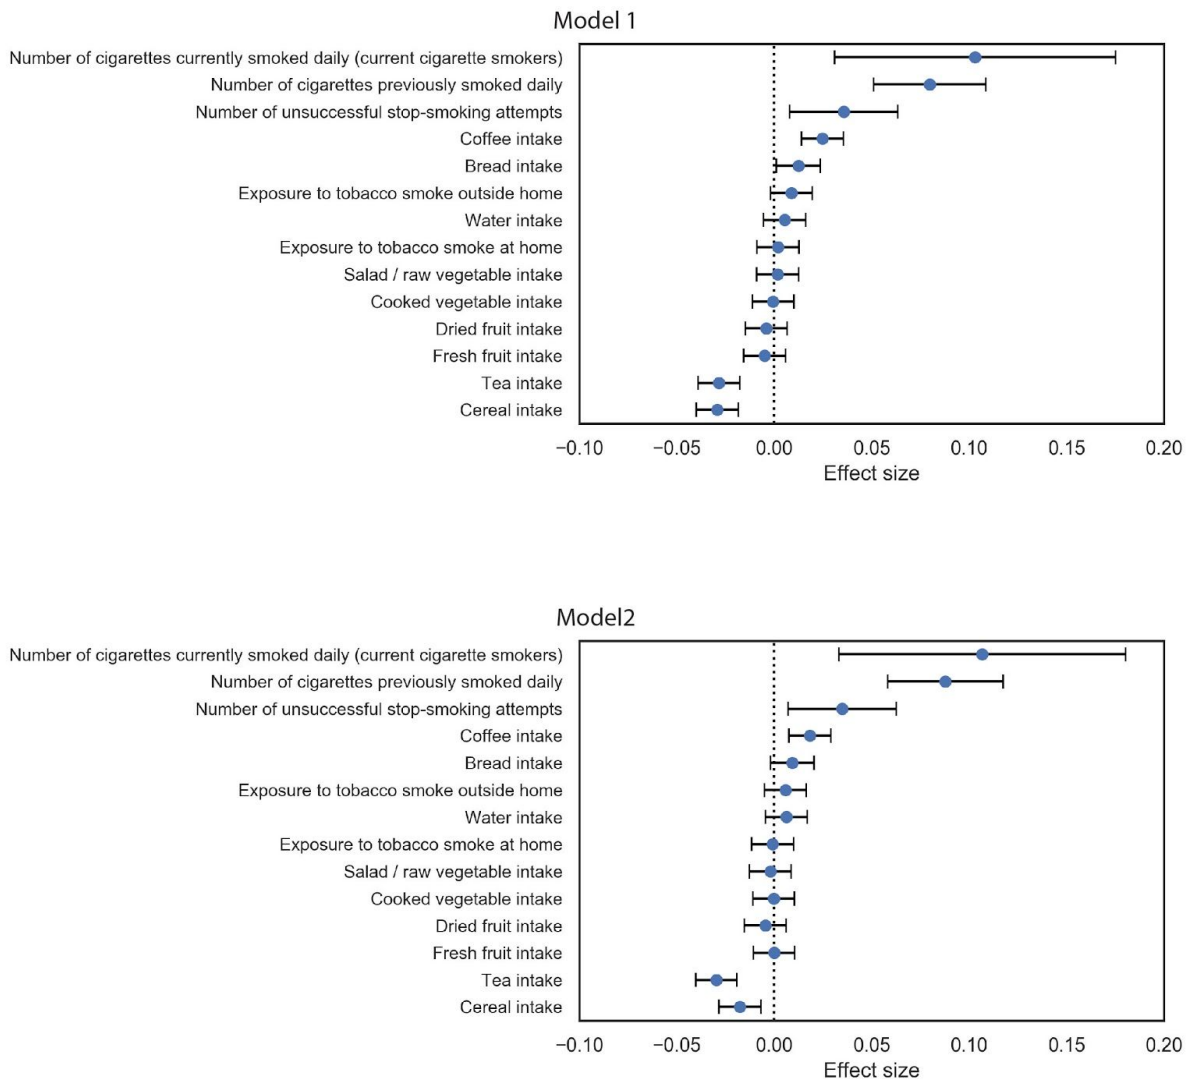 Model 1
Number of cigarettes currently smoked daily (current cigarette smokers)
Number of cigarettes previously smoked daily
Number of unsuccessful stop-smoking attempts
Coffee intake
Bread intake
Exposure to tobacco smoke outside home
Water intake
Exposure to tobacco smoke at home
Salad / raw vegetable intake
Cooked vegetable intake
Dried fruit intake
Fresh fruit intake
Tea intake
Cereal intake
−0.10 −0.05 0.00 0.05 0.10 0.15 0.20
Effect size
Model2
Number of cigarettes currently smoked daily (current cigarette smokers)
Number of cigarettes previously smoked daily
Number of unsuccessful stop-smoking attempts
Coffee intake
Bread intake
Exposure to tobacco smoke outside home
Water intake
Exposure to tobacco smoke at home
Salad / raw vegetable intake
Cooked vegetable intake
Dried fruit intake
Fresh fruit intake
Tea intake
Cereal intake
−0.10 −0.05 0.00 0.05 0.10 0.15 0.20
Effect size